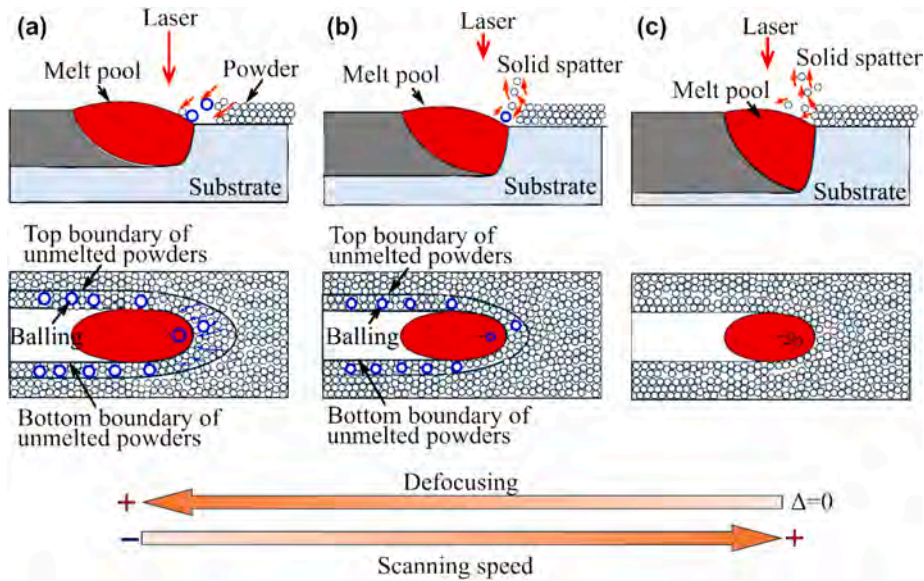 (a)
Laser
Melt pool
Powder
Substrate
Top boundary of
unmelted powders
Balling
Bottom boundary of
unmelted powders
(b)
Laser
Solid spatter
Melt pool
Substrate
Top boundary of
unmelted powders
Balling
Bottom boundary of
unmelted powders
(c)
Laser
Solid spatter
Melt pool
Substrate
Defocusing
+
Δ=0
−
+
Scanning speed